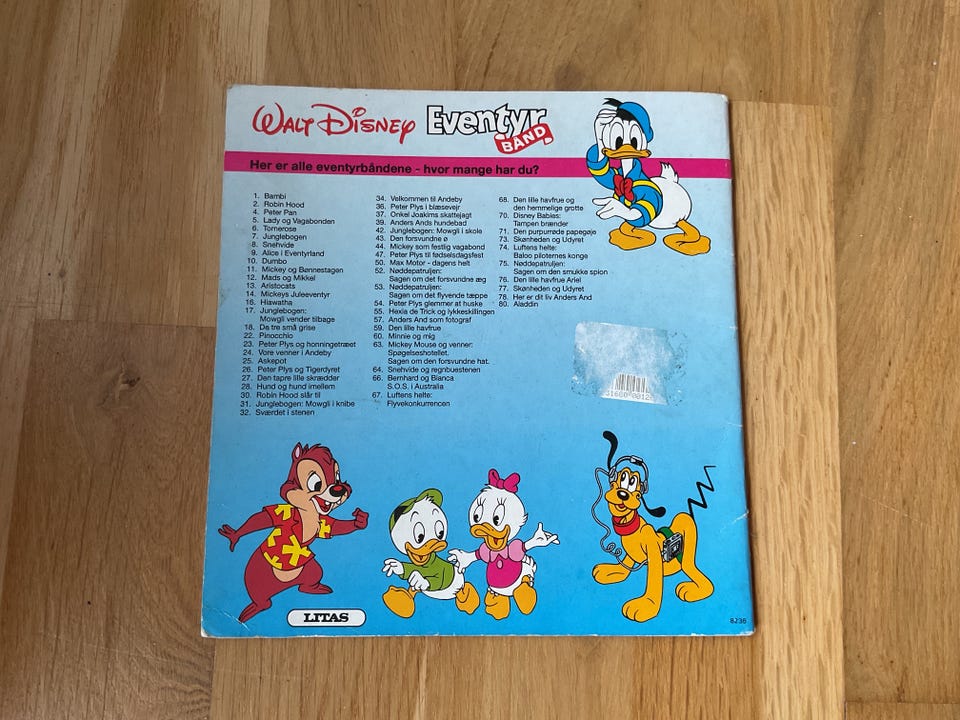 WALT DISNEY Eventyr BAND
Her er alle eventyrbåndene - hvor mange har du?
1. Bambi
2. Robin Hood
4. Peter Pan
5. Lady og Vagabonden
6. Tornerose
7. Junglebogen
8. Snehvide
9. Alice i Eventyrland
10. Dumbo
11. Mickey og Bønnestagen
12. Mads og Mikkel
13. Aristocats
14. Mickeys Juleeventyr
16. Hiawatha
17. Junglebogen:
Mowgli vender tilbage
18. De tre små grise
22. Pinocchio
23. Peter Plys og honningetræet
24. Vore venner i Andeby
25. Askepot
26. Peter Plys og Tigerdyret
27. Den tapre lille skrædder
28. Hund og hund imellem
30. Robin Hood slår til
31. Junglebogen: Mowgli i knibe
32. Sværdet i stenen
34. Velkommen til Andeby
36. Peter Plys i blæsevejr
37. Onkel Joakims skattejagt
39. Anders Ands hundebad
42. Junglebogen: Mowgli i skole
43. Den forsvundne ø
44. Mickey som festlig vagabond
47. Peter Plys til fødselsdagsfest
50. Max Motor - dagens helt
52. Nøddepatruljen:
Sagen om det forsvundne æg
53. Nøddepatruljen:
Sagen om det flyvende tæppe
54. Peter Plys glemmer at huske
55. Hexia de Trick og lykkeskillingen
57. Anders And som fotograf
59. Den lille havfrue
60. Minnie og mig
63. Mickey Mouse og venner:
Spøgelseshotellet.
Sagen om den forsvundne hat.
64. Snehvide og regnbuestenen
66. Bernhard og Bianca
S.O.S. i Australia
67. Luftens helte:
Flyvekonkurrencen
68. Den lille havfrue og
den hemmelige grotte
70. Disney Babies:
Tampen brænder
71. Den purpurrøde papegøje
73. Skønheden og Udyret
74. Luftens helte:
Baloo piloternes konge
75. Nøddepatruljen:
Sagen om den smukke spion
76. Den lille havfrue Ariel
77. Skønheden og Udyret
78. Her er dit liv Anders And
80. Aladdin
LITAS
8236